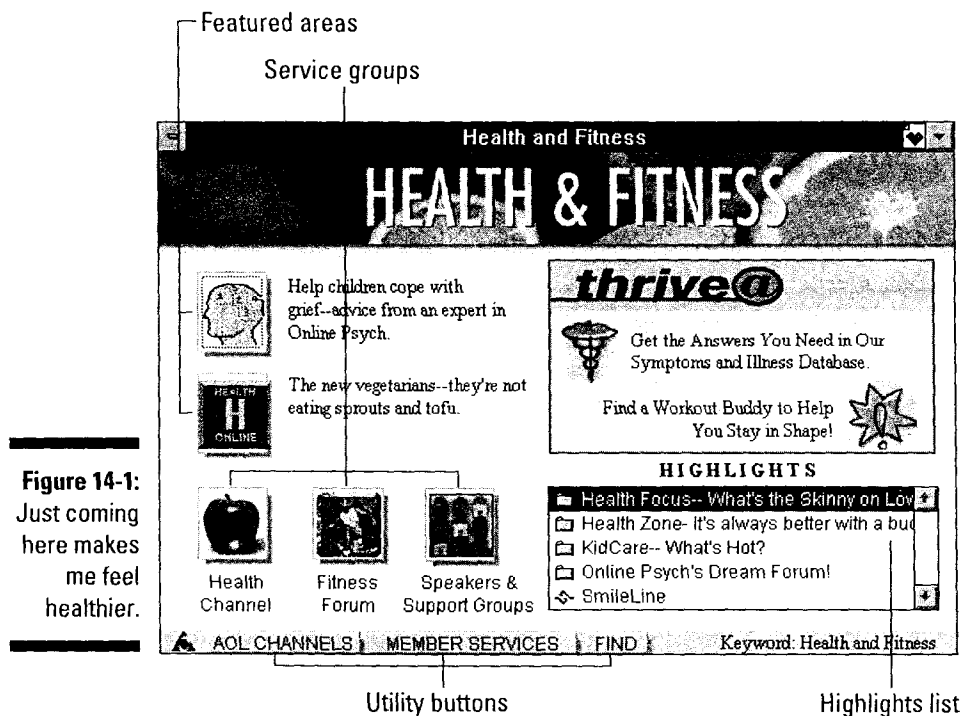 Featured areas
Service groups
Health and Fitness
HEALTH & FITNESS
Help children cope with
grief--advice from an expert in
Online Psych.
HEALTH
H
ONLINE
The new vegetarians--they're not
eating sprouts and tofu.
thrive@
Get the Answers You Need in Our
Symptoms and Illness Database.
Find a Workout Buddy to Help
You Stay in Shape!
HIGHLIGHTS
Health Focus-- What's the Skinny on Low
Health Zone- It's always better with a bud
KidCare-- What's Hot?
Online Psych's Dream Forum!
SmileLine
Health
Channel
Fitness
Forum
Speakers &
Support Groups
AOL CHANNELS MEMBER SERVICES FIND Keyword: Health and Fitness
Utility buttons
Highlights list
Figure 14-1:
Just coming
here makes
me feel
healthier.